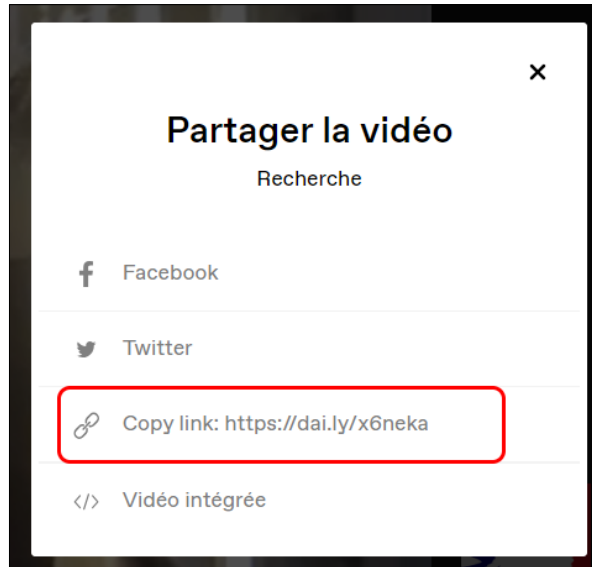 Partager la vidéo
Recherche
Facebook
Twitter
Copy link: https://dai.ly/x6neka
Vidéo intégrée